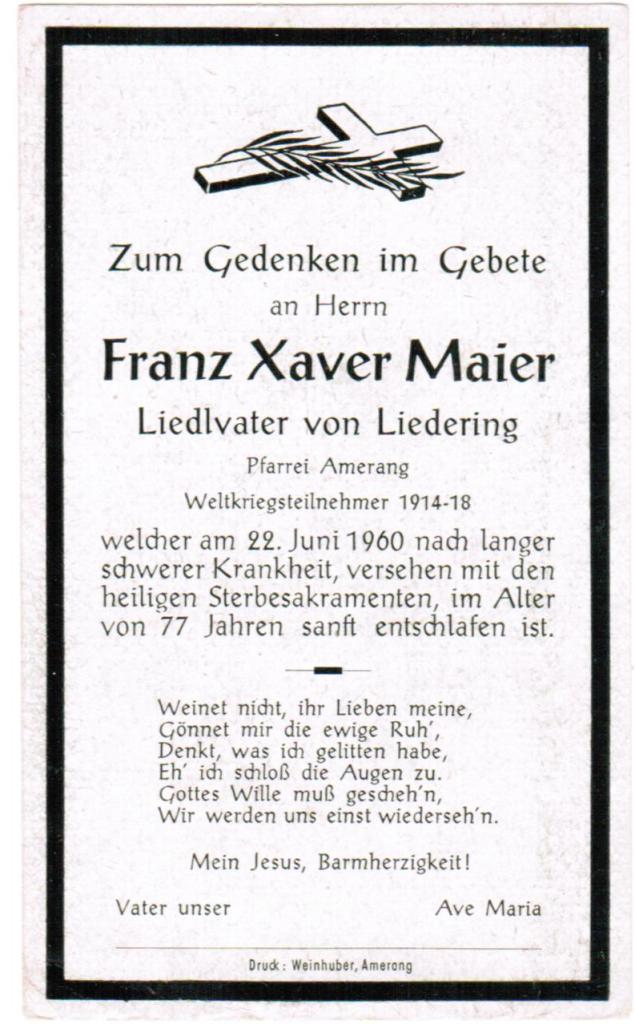 Zum Gedenken im Gebete
an Herrn
Franz Xaver Maier
Liedlvater von Liedering
Pfarrei Amerang
Weltkriegsteilnehmer 1914-18
welcher am 22. Juni 1960 nach langer
schwerer Krankheit, versehen mit den
heiligen Sterbesakramenten, im Alter
von 77 Jahren sanft entschlafen ist.
Weinet nicht, ihr Lieben meine,
Gönnet mir die ewige Ruh',
Denkt, was ich gelitten habe,
Eh' ich schloß die Augen zu.
Gottes Wille muß gescheh'n,
Wir werden uns einst wiederseh'n.
Mein Jesus, Barmherzigkeit!
Vater unser Ave Maria
Druck: Weinhuber, Amerang